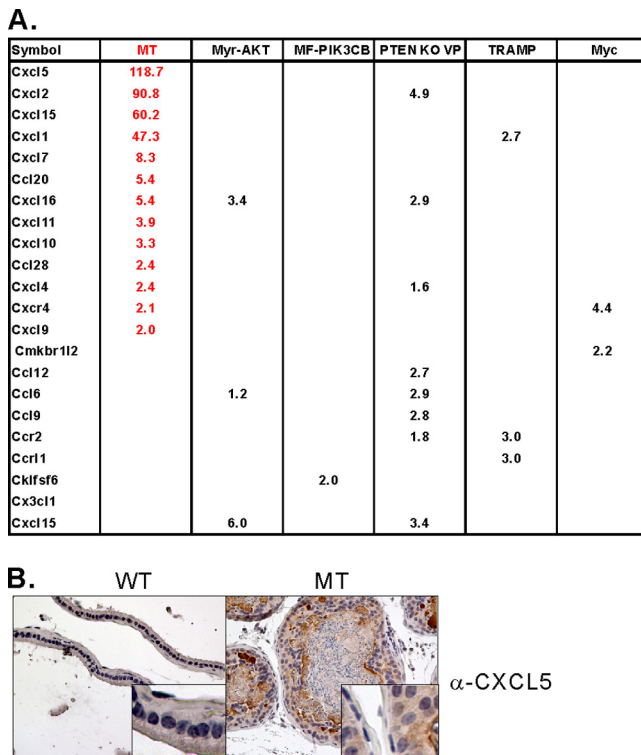 A.
Symbol MT Myr-AKT MF-PIK3CB PTEN KO VP TRAMP Myc
Cxcl5 118.7
Cxcl2 90.8 4.9
Cxcl15 60.2
Cxcl1 47.3 2.7
Cxcl7 8.3
Ccl20 5.4
Cxcl16 5.4 3.4 2.9
Cxcl11 3.9
Cxcl10 3.3
Ccl28 2.4
Cxcl4 2.4 1.6
Cxcr4 2.1 4.4
Cxcl9 2.0
Cmkbr1l2 2.2
Ccl12 2.7
Ccl6 1.2 2.9
Ccl9 2.8
Ccr2 1.8 3.0
Ccrl1 3.0
Cklfsf6 2.0
Cx3cl1
Cxcl15 6.0 3.4
B.
WT MT
α-CXCL5